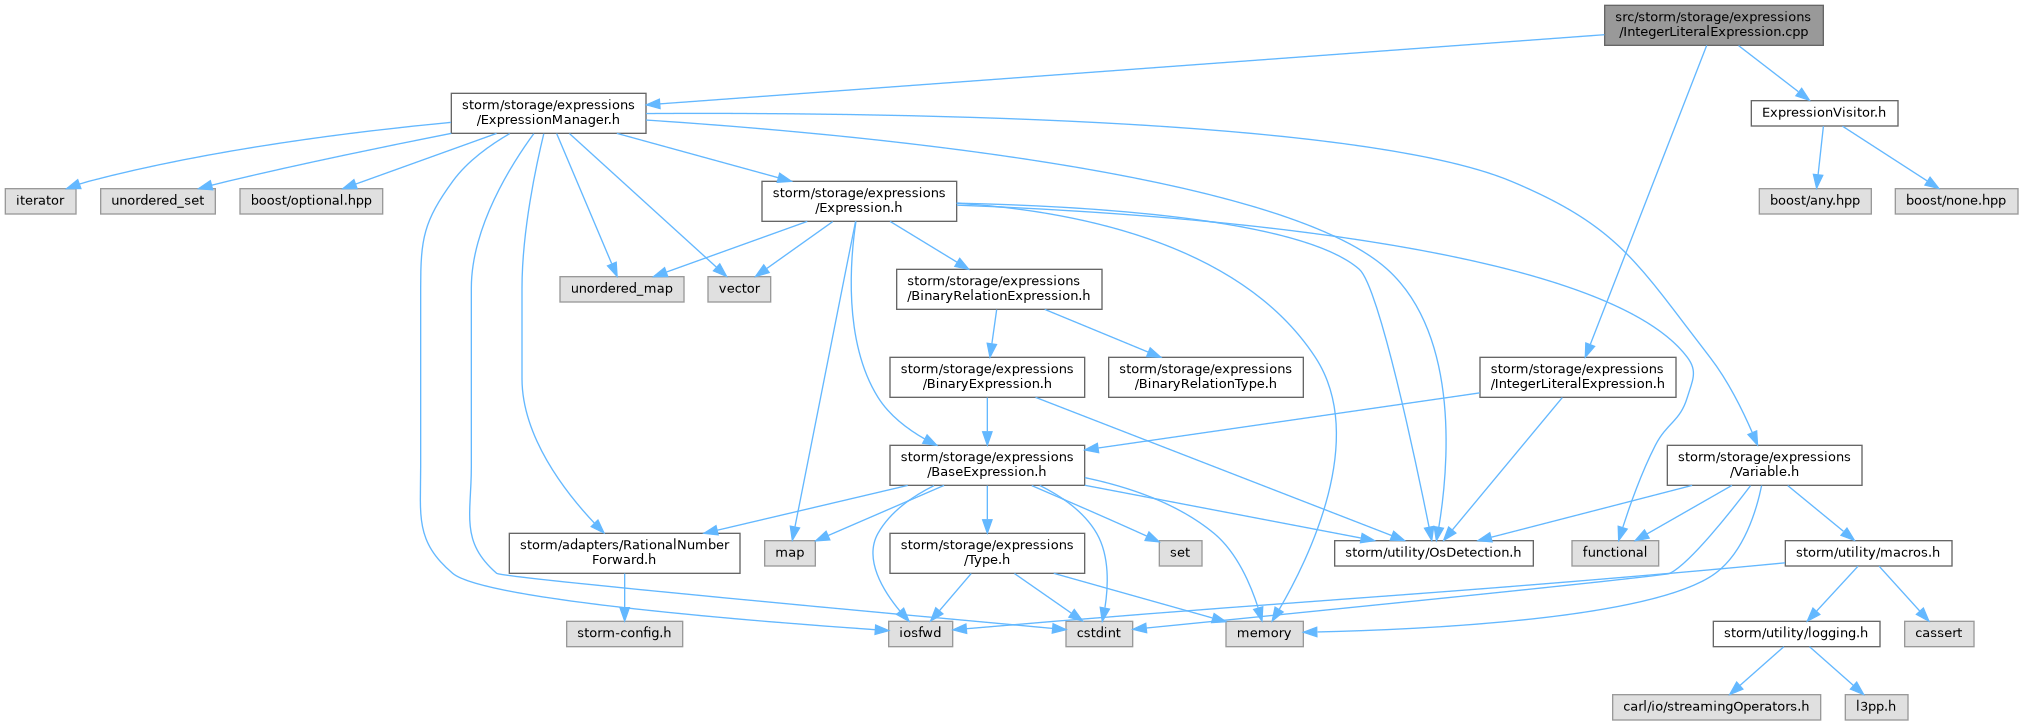 src/storm/storage/expressions
/IntegerLiteralExpression.cpp
storm/storage/expressions
/ExpressionManager.h
ExpressionVisitor.h
iterator
unordered_set
boost/optional.hpp
storm/storage/expressions
/Expression.h
boost/any.hpp
boost/none.hpp
unordered_map
vector
storm/storage/expressions
/BinaryRelationExpression.h
storm/storage/expressions
/BinaryExpression.h
storm/storage/expressions
/BinaryRelationType.h
storm/storage/expressions
/IntegerLiteralExpression.h
storm/storage/expressions
/BaseExpression.h
storm/storage/expressions
/Variable.h
storm/adapters/RationalNumber
Forward.h
map
storm/storage/expressions
/Type.h
set
storm/utility/OsDetection.h
functional
storm/utility/macros.h
storm-config.h
iosfwd
cstdint
memory
storm/utility/logging.h
cassert
carl/io/streamingOperators.h
l3pp.h